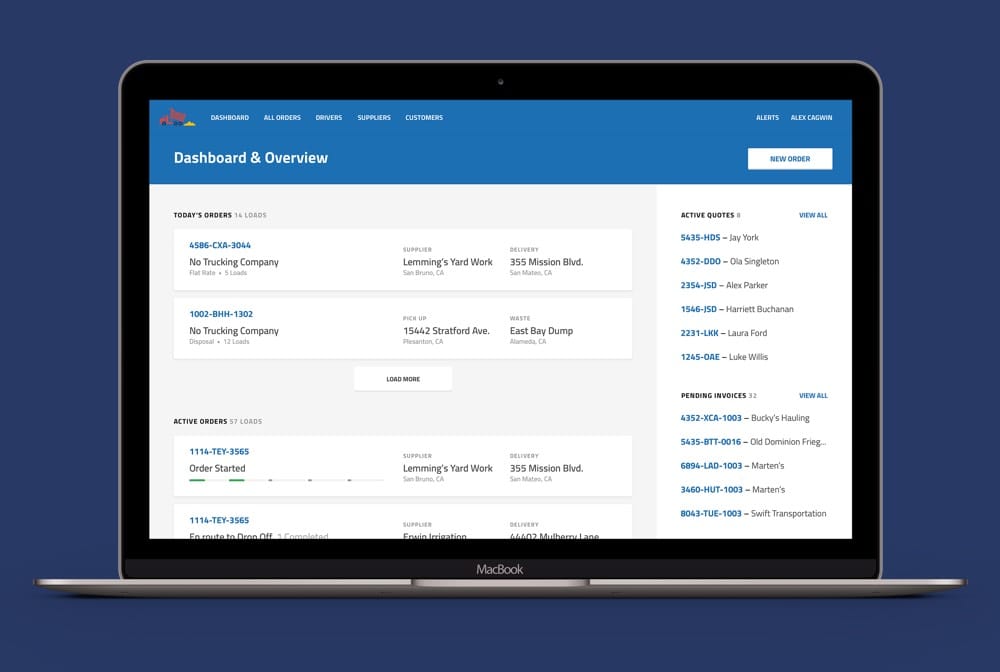 DASHBOARD ALL ORDERS DRIVERS SUPPLIERS CUSTOMERS ALERTS ALEX CAGWIN
Dashboard & Overview
NEW ORDER
TODAY'S ORDERS 14 LOADS
4586-CXA-3044
No Trucking Company
Flat Rate • 5 Loads
SUPPLIER
Lemming's Yard Work
San Bruno, CA
DELIVERY
355 Mission Blvd.
San Mateo, CA
1002-BHH-1302
No Trucking Company
Disposal • 12 Loads
PICK UP
15442 Stratford Ave.
Plesanton, CA
WASTE
East Bay Dump
Alameda, CA
LOAD MORE
ACTIVE ORDERS 57 LOADS
1114-TEY-3565
Order Started
SUPPLIER
Lemming's Yard Work
San Bruno, CA
DELIVERY
355 Mission Blvd.
San Mateo, CA
1114-TEY-3565
En route to Drop Off 1 Completed
SUPPLIER
Erwin Irrigation
DELIVERY
44402 Mulberry Lane
ACTIVE QUOTES 8 VIEW ALL
5435-HDS – Jay York
4352-DDO – Ola Singleton
2354-JSD – Alex Parker
1546-JSD – Harriett Buchanan
2231-LKK – Laura Ford
1245-OAE – Luke Willis
PENDING INVOICES 32 VIEW ALL
4352-XCA-1003 – Bucky's Hauling
5435-BTT-0016 – Old Dominion Frieg...
6894-LAD-1003 – Marten's
3460-HUT-1003 – Marten's
8043-TUE-1003 – Swift Transportation
MacBook